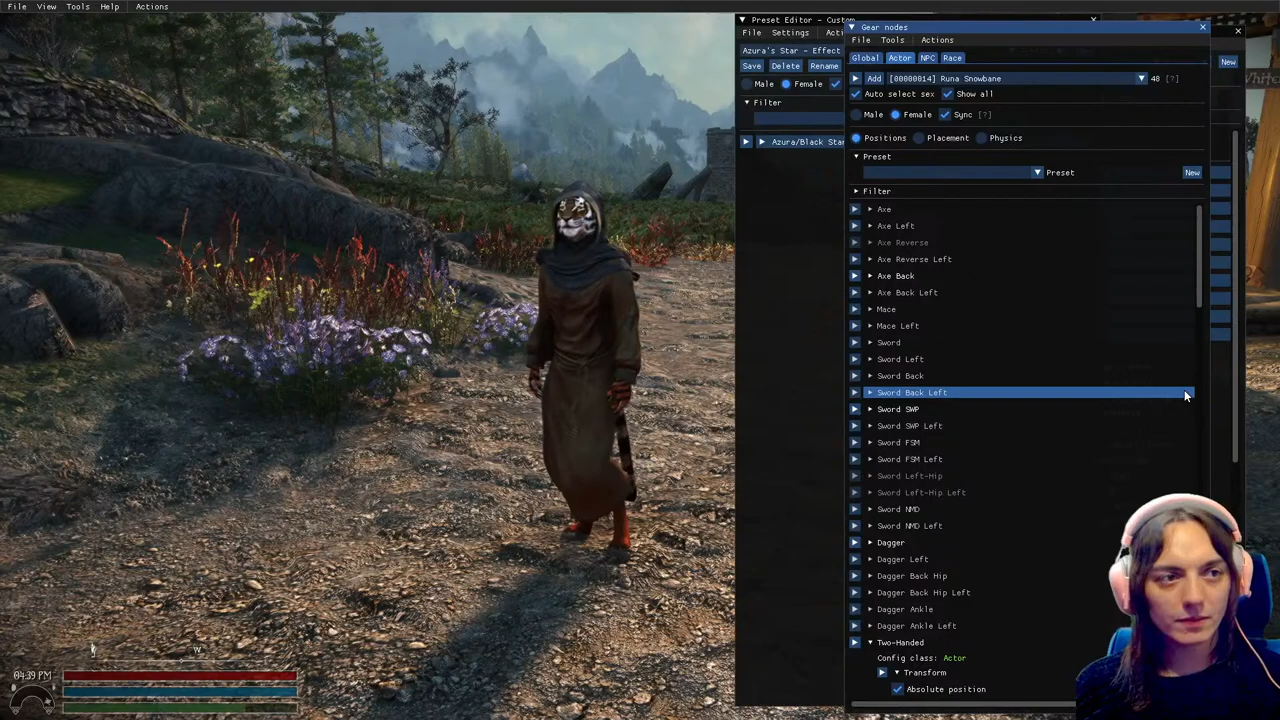 File View Tools Help Actions
Preset Editor - Custom
File Settings
Azura's Star - Effect
Save Delete Rename
Male Female
Filter
Azura/Black Star
Gear nodes
File Tools Actions
Global Actor NPC Race
Add [00000014] Runa Snowbane 48 [?]
Auto select sex Show all
Male Female Sync [?]
Positions Placement Physics
Preset
Preset New
Filter
Axe
Axe Left
Axe Reverse
Axe Reverse Left
Axe Back
Axe Back Left
Mace
Mace Left
Sword
Sword Left
Sword Back
Sword Back Left
Sword SWP
Sword SWP Left
Sword FSM
Sword FSM Left
Sword Left-Hip
Sword Left-Hip Left
Sword NMD
Sword NMD Left
Dagger
Dagger Left
Dagger Back Hip
Dagger Back Hip Left
Dagger Ankle
Dagger Ankle Left
Two-Handed
Config class: Actor
Transform
Absolute position
New
White
04:39 PM